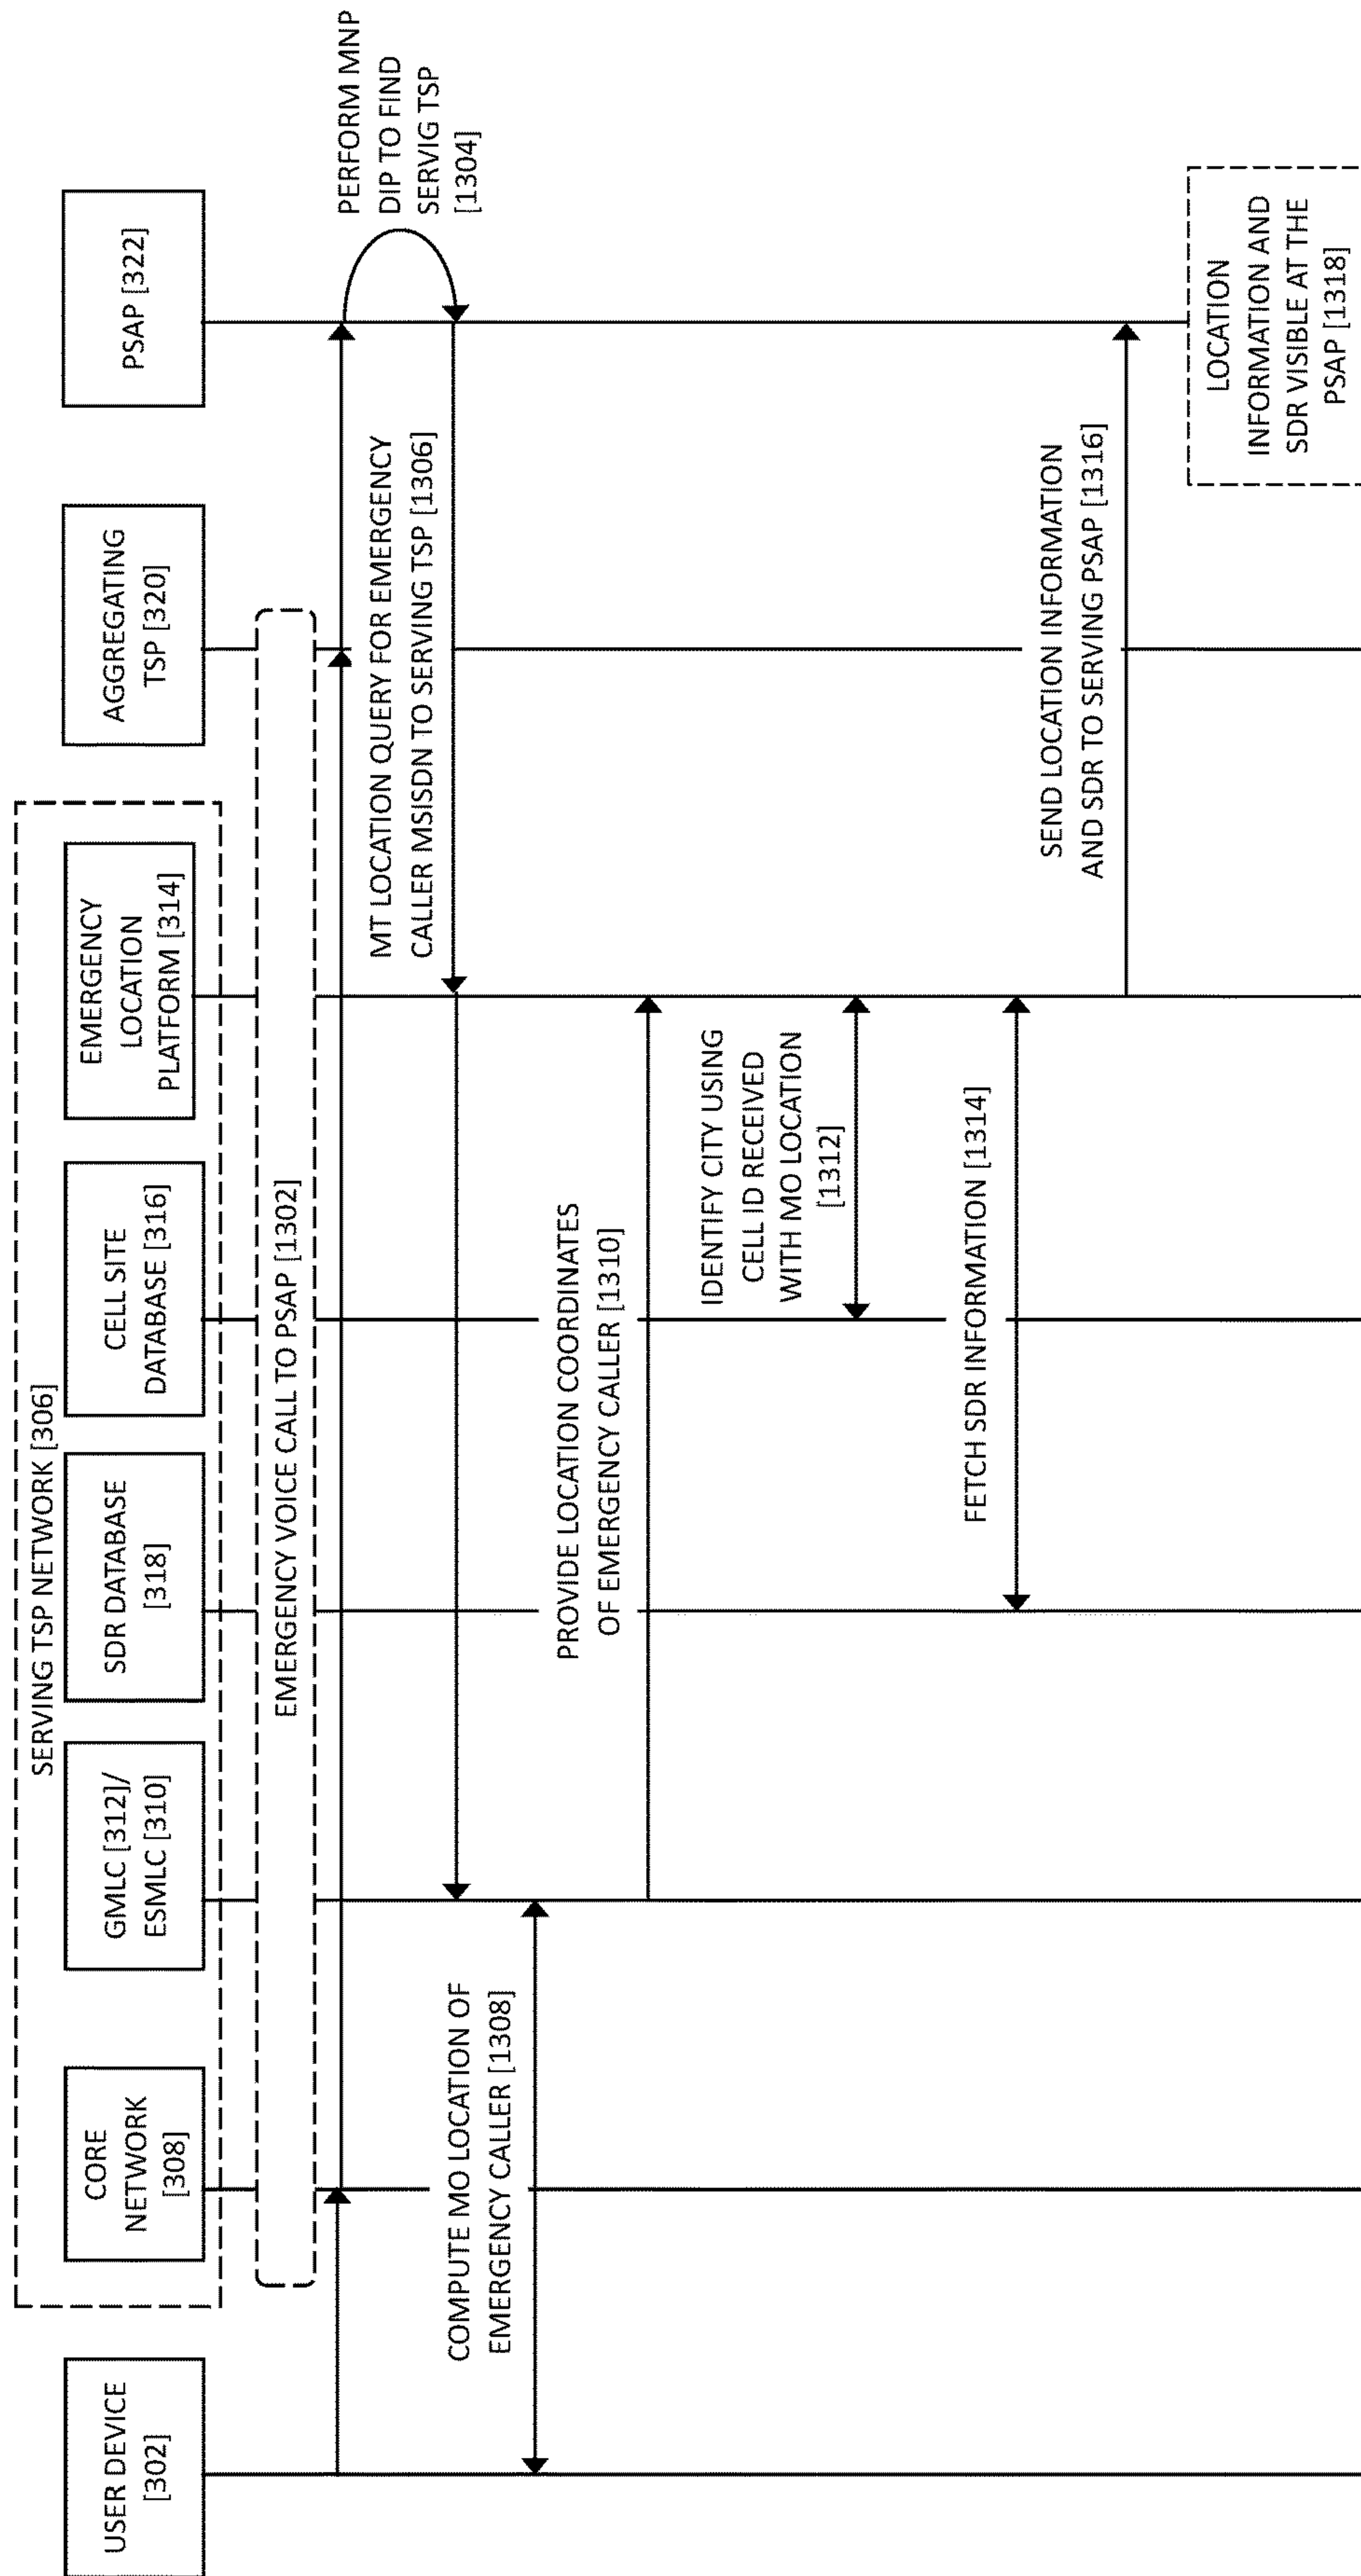 SERVING TSP NETWORK [306]
USER DEVICE
[302]
CORE
NETWORK
[308]
GMLC [312]/
ESMLC [310]
SDR DATABASE
[318]
CELL SITE
DATABASE [316]
EMERGENCY
LOCATION
PLATFORM [314]
AGGREGATING
TSP [320]
PSAP [322]
EMERGENCY VOICE CALL TO PSAP [1302]
PERFORM MNP
DIP TO FIND
SERVIG TSP
[1304]
MT LOCATION QUERY FOR EMERGENCY
CALLER MSISDN TO SERVING TSP [1306]
COMPUTE MO LOCATION OF
EMERGENCY CALLER [1308]
PROVIDE LOCATION COORDINATES
OF EMERGENCY CALLER [1310]
IDENTIFY CITY USING
CELL ID RECEIVED
WITH MO LOCATION
[1312]
FETCH SDR INFORMATION [1314]
SEND LOCATION INFORMATION
AND SDR TO SERVING PSAP [1316]
LOCATION
INFORMATION AND
SDR VISIBLE AT THE
PSAP [1318]